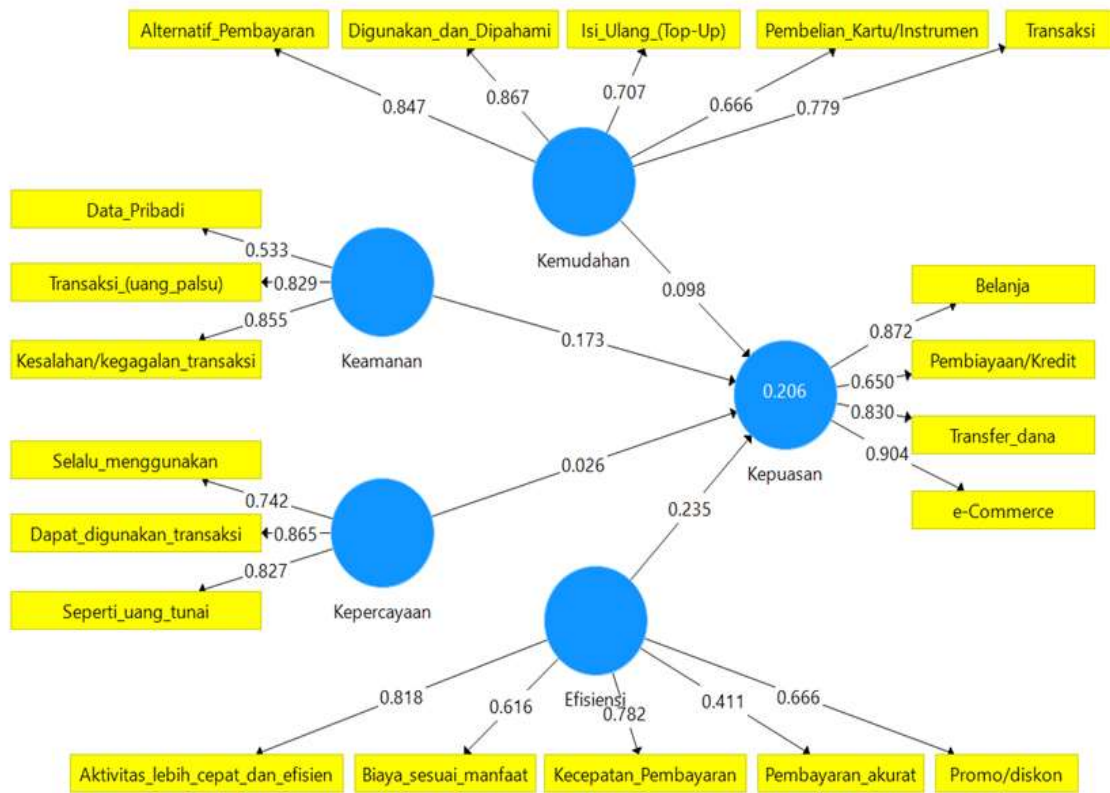 Alternatif_Pembayaran
Digunakan_dan_Dipahami
Isi_Ulang_(Top-Up)
Pembelian_Kartu/Instrumen
Transaksi
0.847
0.867
0.707
0.666
0.779
Kemudahan
Data_Pribadi
Transaksi_(uang_palsu)
Kesalahan/kegagalan_transaksi
0.533
0.829
0.855
Keamanan
0.098
0.173
0.026
0.235
0.206
Kepuasan
Belanja
Pembiayaan/Kredit
Transfer_dana
e-Commerce
0.872
0.650
0.830
0.904
Selalu_menggunakan
Dapat_digunakan_transaksi
Seperti_uang_tunai
0.742
0.865
0.827
Kepercayaan
Efisiensi
0.818
0.616
0.782
0.411
0.666
Aktivitas_lebih_cepat_dan_efisien
Biaya_sesuai_manfaat
Kecepatan_Pembayaran
Pembayaran_akurat
Promo/diskon